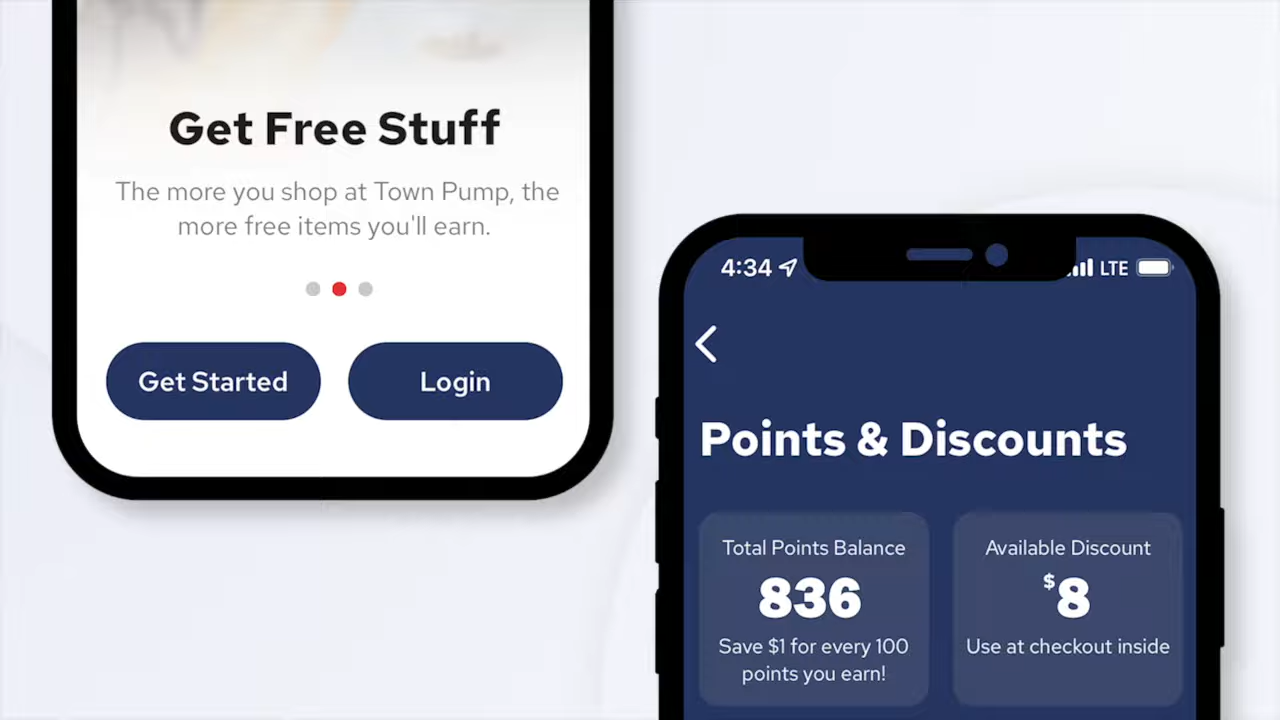 Get Free Stuff
The more you shop at Town Pump, the
more free items you'll earn.
Get Started
Login
4:34
LTE
Points & Discounts
Total Points Balance
836
Save $1 for every 100
points you earn!
Available Discount
$8
Use at checkout inside